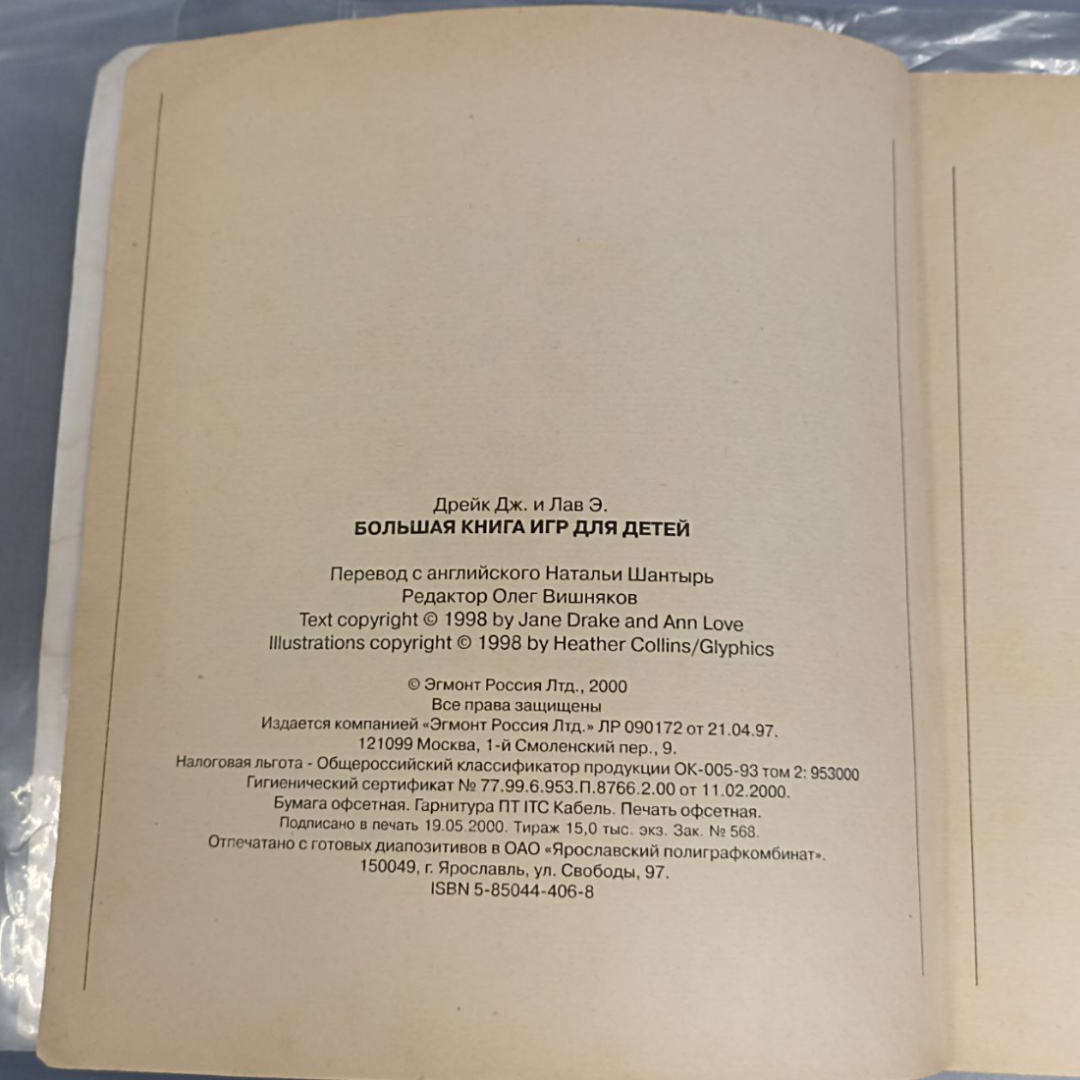 Дрейк Дж. и Лав Э.
БОЛЬШАЯ КНИГА ИГР ДЛЯ ДЕТЕЙ
Перевод с английского Натальи Шантырь
Редактор Олег Вишняков
Text copyright © 1998 by Jane Drake and Ann Love
Illustrations copyright © 1998 by Heather Collins/Glyphics
© Эгмонт Россия Лтд., 2000
Все права защищены
Издается компанией «Эгмонт Россия Лтд.» ЛР 090172 от 21.04.97.
121099 Москва, 1-й Смоленский пер., 9.
Налоговая льгота - Общероссийский классификатор продукции ОК-005-93 том 2: 953000
Гигиенический сертификат № 77.99.6.953.П.8766.2.00 от 11.02.2000.
Бумага офсетная. Гарнитура ПТ ITC Кабель. Печать офсетная.
Подписано в печать 19.05.2000. Тираж 15,0 тыс. экз. Зак. № 568.
Отпечатано с готовых диапозитивов в ОАО «Ярославский полиграфкомбинат».
150049, г. Ярославль, ул. Свободы, 97.
ISBN 5-85044-406-8